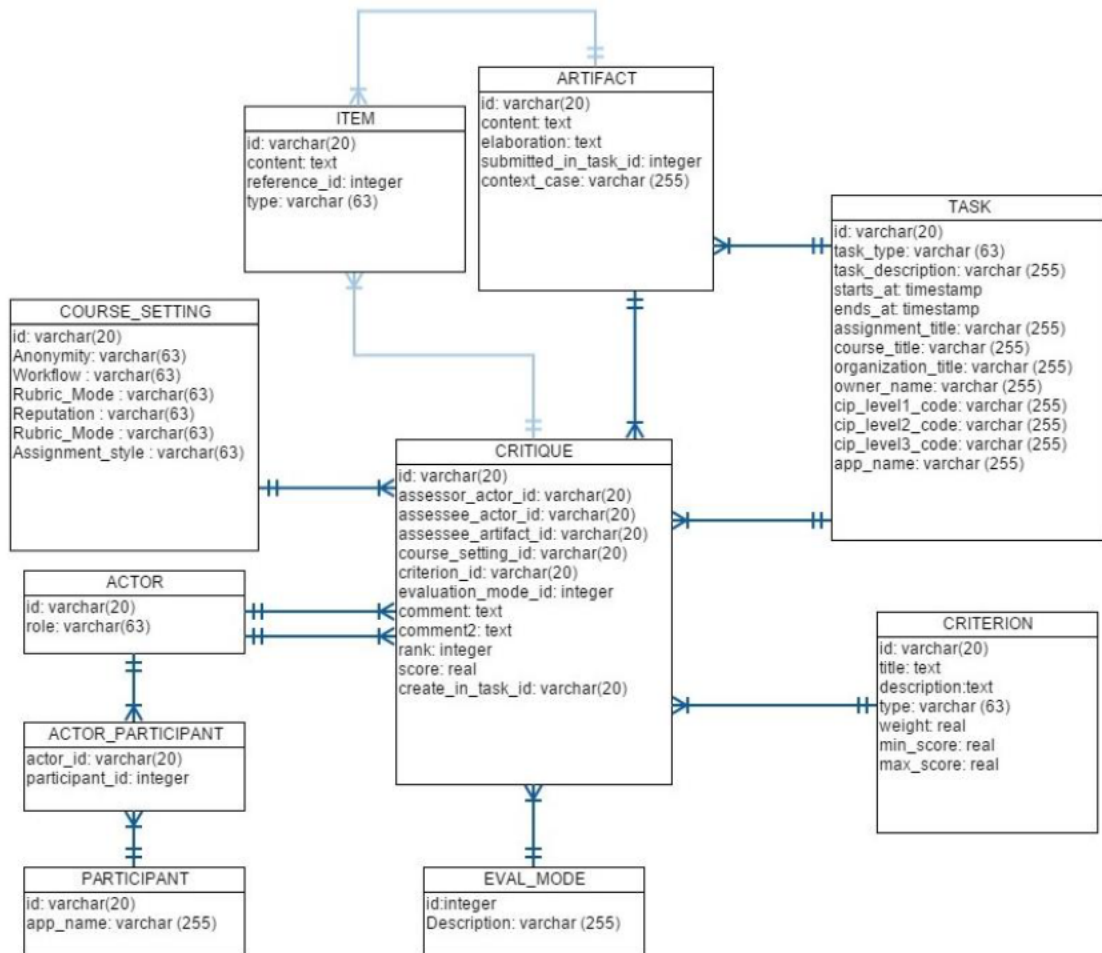 ARTIFACT
id: varchar(20)
content: text
elaboration: text
submitted_in_task_id: integer
context_case: varchar (255)
ITEM
id: varchar(20)
content: text
reference_id: integer
type: varchar (63)
TASK
id: varchar(20)
task_type: varchar (63)
task_description: varchar (255)
starts_at: timestamp
ends_at: timestamp
assignment_title: varchar (255)
course_title: varchar (255)
organization_title: varchar (255)
owner_name: varchar (255)
cip_level1_code: varchar (255)
cip_level2_code: varchar (255)
cip_level3_code: varchar (255)
app_name: varchar (255)
COURSE_SETTING
id: varchar(20)
Anonymity: varchar(63)
Workflow : varchar(63)
Rubric_Mode : varchar(63)
Reputation : varchar(63)
Rubric_Mode : varchar(63)
Assignment_style : varchar(63)
CRITIQUE
id: varchar(20)
assessor_actor_id: varchar(20)
assessee_actor_id: varchar(20)
assessee_artifact_id: varchar(20)
course_setting_id: varchar(20)
criterion_id: varchar(20)
evaluation_mode_id: integer
comment: text
comment2: text
rank: integer
score: real
create_in_task_id: varchar(20)
ACTOR
id: varchar(20)
role: varchar(63)
CRITERION
id: varchar(20)
title: text
description:text
type: varchar (63)
weight: real
min_score: real
max_score: real
ACTOR_PARTICIPANT
actor_id: varchar(20)
participant_id: integer
PARTICIPANT
id: varchar(20)
app_name: varchar (255)
EVAL_MODE
id:integer
Description: varchar (255)